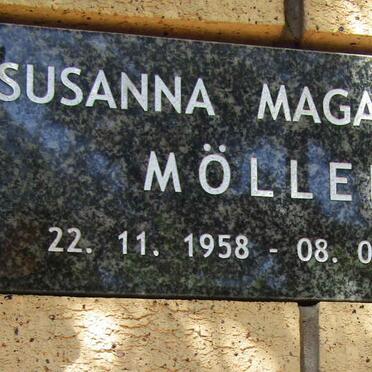 SUSANNA MAGA
MÖLLE
22. 11. 1958 - 08. 0